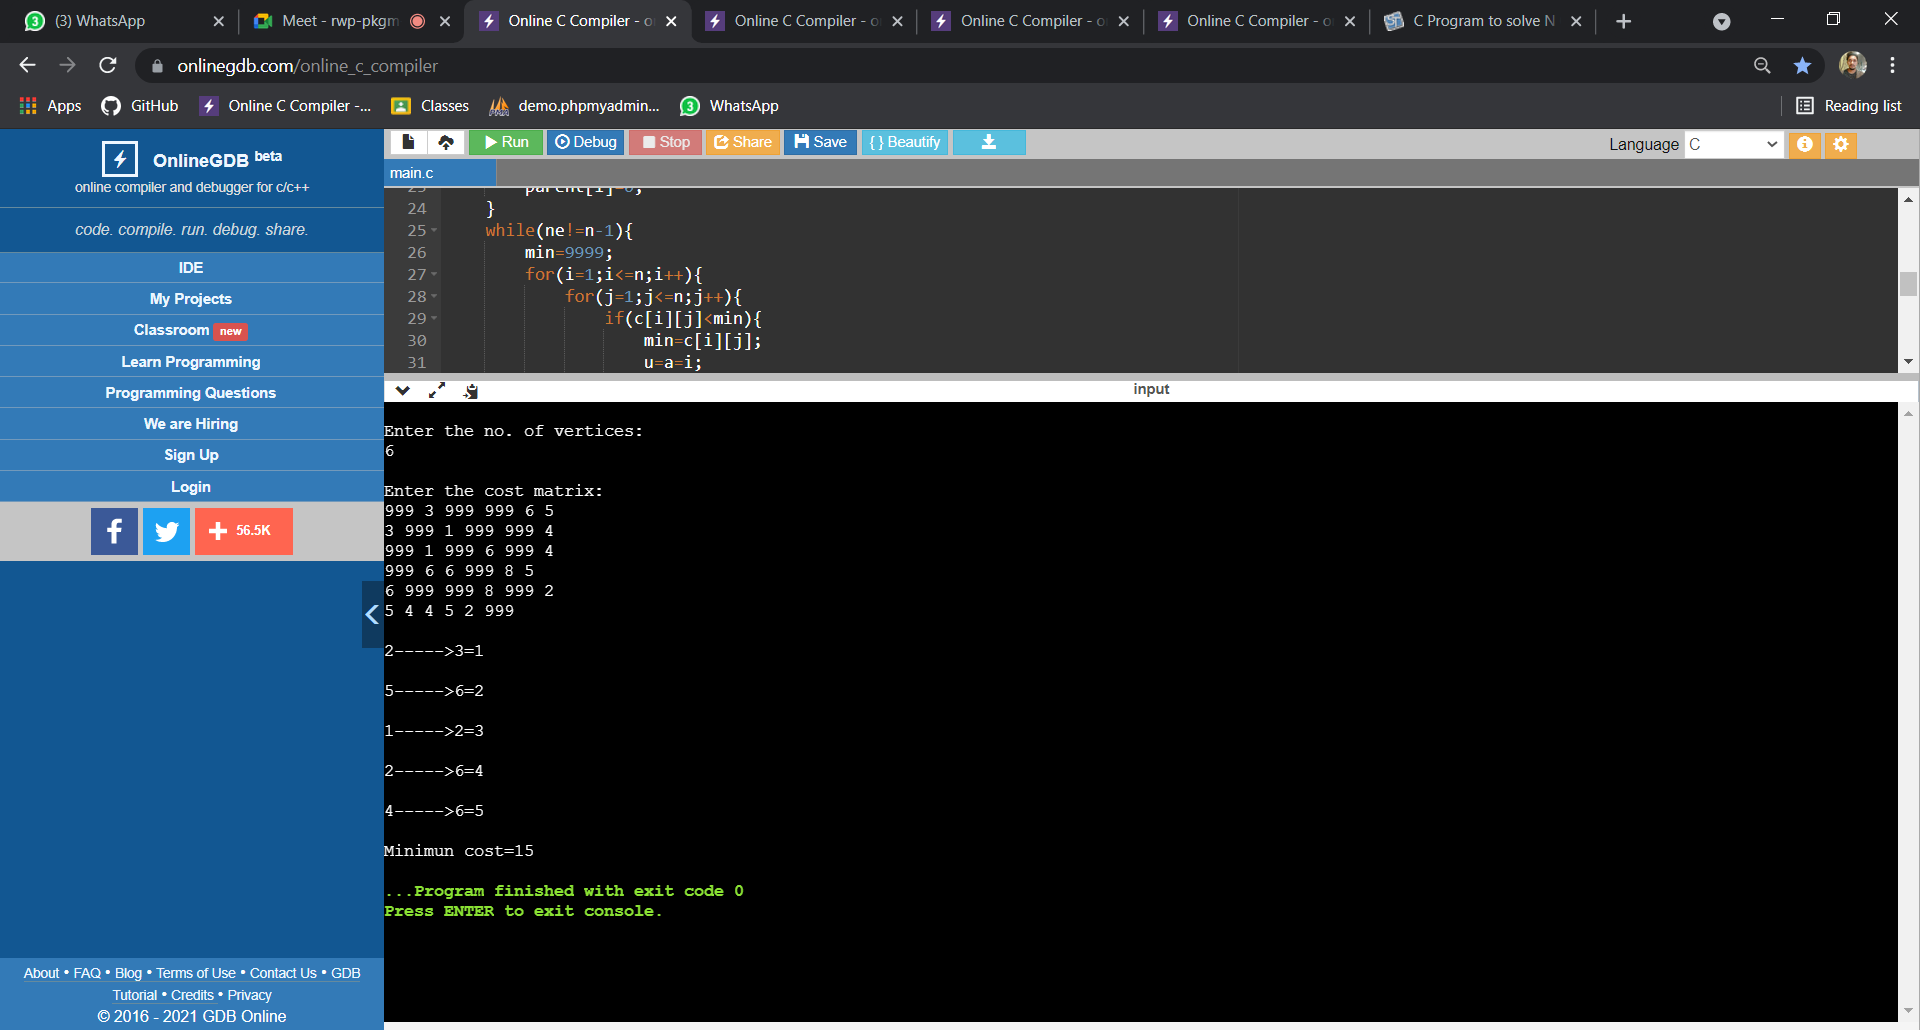 (3) WhatsApp
Meet - rwp-pkgm
Online C Compiler - o
Online C Compiler - o
Online C Compiler - o
Online C Compiler - o
C Program to solve N
onlinegdb.com/online_c_compiler
Apps
GitHub
Online C Compiler -...
Classes
demo.phpmyadmin...
3 WhatsApp
Reading list
OnlineGDB beta
online compiler and debugger for c/c++
code. compile. run. debug. share.
IDE
My Projects
Classroom new
Learn Programming
Programming Questions
We are Hiring
Sign Up
Login
f
56.5K
About • FAQ • Blog • Terms of Use • Contact Us • GDB
Tutorial • Credits • Privacy
© 2016 - 2021 GDB Online
Run
Debug
Stop
Share
Save
{ } Beautify
Language C
main.c
23 parent[i]=0;
24 }
25 while(ne!=n-1){
26 min=9999;
27 for(i=1;i<=n;i++){
28 for(j=1;j<=n;j++){
29 if(c[i][j]<min){
30 min=c[i][j];
31 u=a=i;
input
Enter the no. of vertices:
6
Enter the cost matrix:
999 3 999 999 6 5
3 999 1 999 999 4
999 1 999 6 999 4
999 6 6 999 8 5
6 999 999 8 999 2
5 4 4 5 2 999
2----->3=1
5----->6=2
1----->2=3
2----->6=4
4----->6=5
Minimun cost=15
...Program finished with exit code 0
Press ENTER to exit console.